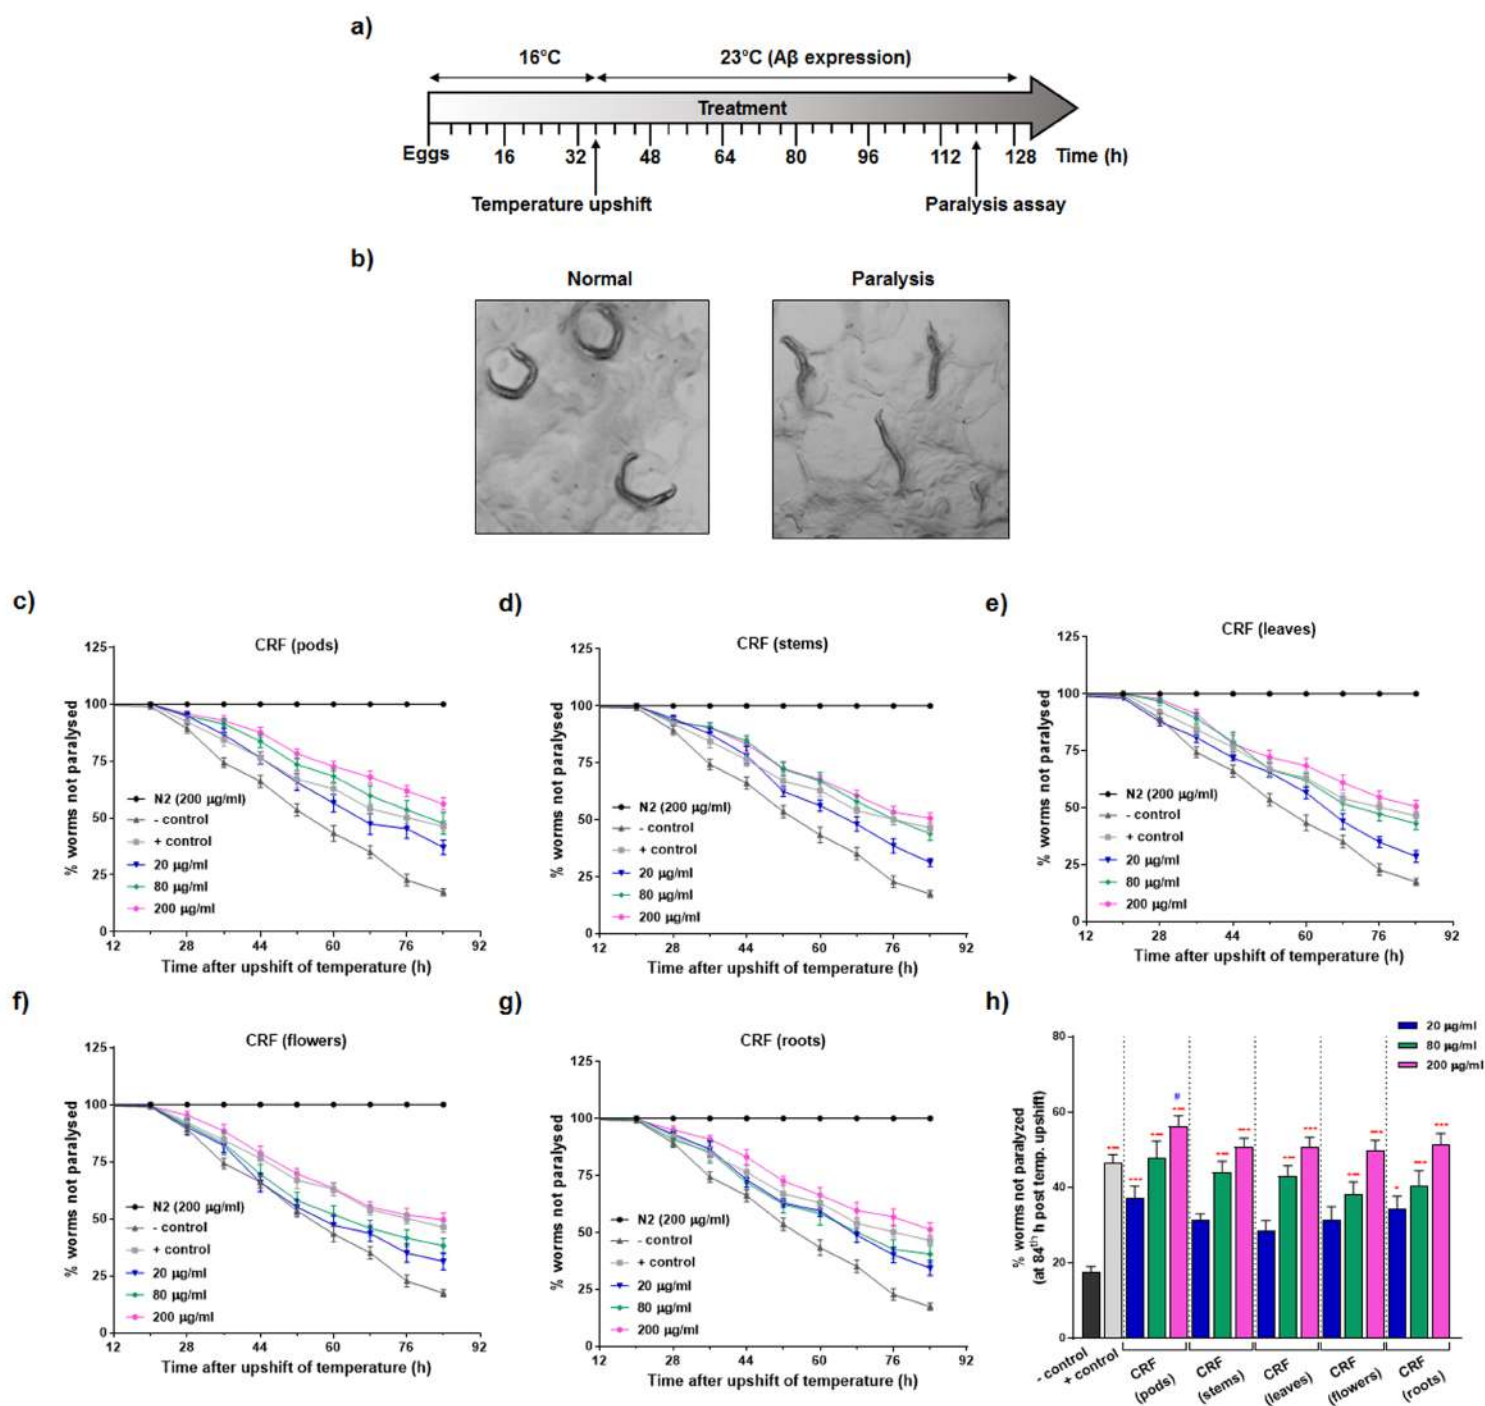 a)
16°C
23°C (Aβ expression)
Treatment
Eggs 16 32 48 64 80 96 112 128 Time (h)
Temperature upshift
Paralysis assay
b)
Normal
Paralysis
c)
CRF (pods)
% worms not paralysed
125
100
75
50
25
0
N2 (200 µg/ml)
- control
+ control
20 µg/ml
80 µg/ml
200 µg/ml
12 28 44 60 76 92
Time after upshift of temperature (h)
d)
CRF (stems)
% worms not paralysed
125
100
75
50
25
0
N2 (200 µg/ml)
- control
+ control
20 µg/ml
80 µg/ml
200 µg/ml
12 28 44 60 76 92
Time after upshift of temperature (h)
e)
CRF (leaves)
% worms not paralysed
125
100
75
50
25
0
N2 (200 µg/ml)
- control
+ control
20 µg/ml
80 µg/ml
200 µg/ml
12 28 44 60 76 92
Time after upshift of temperature (h)
f)
CRF (flowers)
% worms not paralysed
125
100
75
50
25
0
N2 (200 µg/ml)
- control
+ control
20 µg/ml
80 µg/ml
200 µg/ml
12 28 44 60 76 92
Time after upshift of temperature (h)
g)
CRF (roots)
% worms not paralysed
125
100
75
50
25
0
N2 (200 µg/ml)
- control
+ control
20 µg/ml
80 µg/ml
200 µg/ml
12 28 44 60 76 92
Time after upshift of temperature (h)
h)
20 µg/ml
80 µg/ml
200 µg/ml
% worms not paralyzed
(at 84th h post temp. upshift)
80
60
40
20
0
#
- control
+ control
CRF
(pods)
CRF
(stems)
CRF
(leaves)
CRF
(flowers)
CRF
(roots)